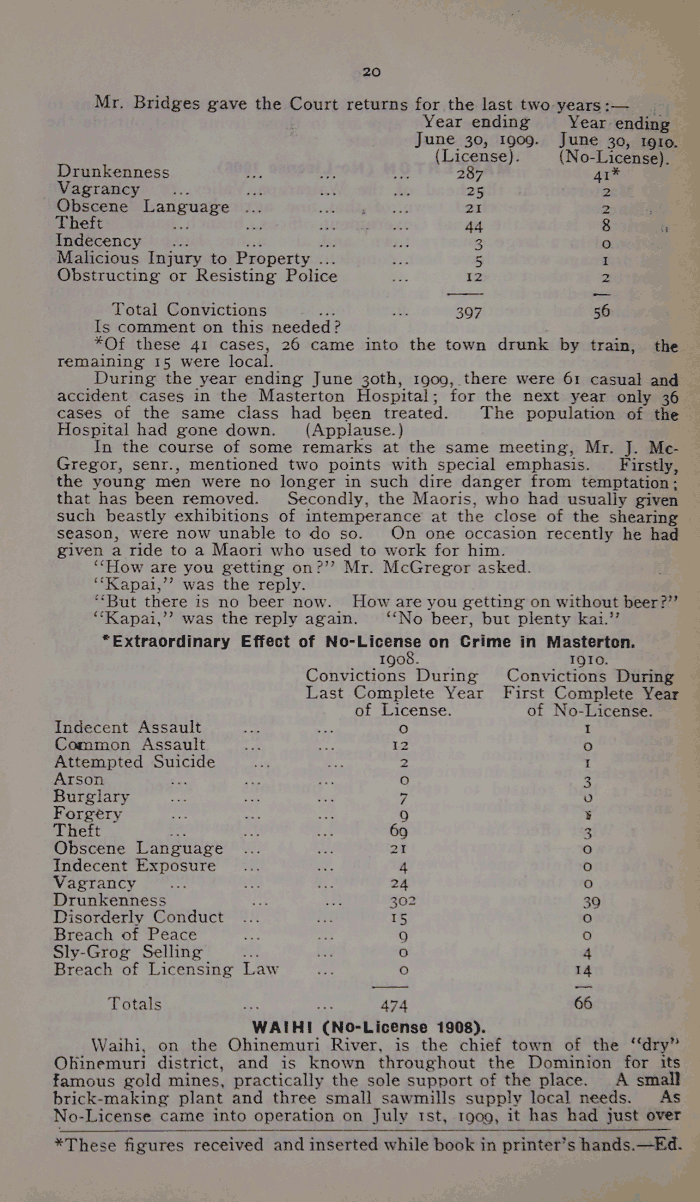 20
Mr. Bridges gave the Court returns for the last two years:—
Year ending Year ending
June 30, 1909. June 30, 1910.
(License). (No-License).
Drunkenness ... ... ... 287 41*
Vagrancy ... ... ... ... 25 2
Obscene Language ... ... ... 21 2
Theft ... ... ... ... 44 8
Indecency ... ... ... ... 3 0
Malicious Injury to Property ... ... 5 1
Obstructing or Resisting Police ... 12 2
Total Convictions ... ... 397 56
Is comment on this needed?
*Of these 41 cases, 26 came into the town drunk by train, the
remaining 15 were local.
During the year ending June 30th, 1909, there were 61 casual and
accident cases in the Masterton Hospital; for the next year only 36
cases of the same class had been treated. The population of the
Hospital had gone down. (Applause.)
In the course of some remarks at the same meeting, Mr. J. Mc-
Gregor, senr., mentioned two points with special emphasis. Firstly,
the young men were no longer in such dire danger from temptation;
that has been removed. Secondly, the Maoris, who had usually given
such beastly exhibitions of intemperance at the close of the shearing
season, were now unable to do so. On one occasion recently he had
given a ride to a Maori who used to work for him.
"How are you getting on?" Mr. McGregor asked.
"Kapai," was the reply.
"But there is no beer now. How are you getting on without beer?"
"Kapai," was the reply again. "No beer, but plenty kai."
*Extraordinary Effect of No-License on Crime in Masterton.
1908. 1910.
Convictions During Convictions During
Last Complete Year First Complete Year
of License. of No-License.
Indecent Assault ... ... 0 1
Common Assault ... ... 12 0
Attempted Suicide ... ... 2 1
Arson ... ... ... 0 3
Burglary ... ... ... 7 0
Forgery ... ... ... 9
Theft ... ... ... 69 3
Obscene Language ... ... 21 0
Indecent Exposure ... ... 4 0
Vagrancy ... ... ... 24 0
Drunkenness ... ... 302 39
Disorderly Conduct ... ... 15 0
Breach of Peace ... ... 9 0
Sly-Grog Selling ... ... 0 4
Breach of Licensing Law ... 0 14
Totals ... ... 474 66
WAIHI (No-License 1908).
Waihi, on the Ohinemuri River, is the chief town of the "dry"
Ohinemuri district, and is known throughout the Dominion for its
famous gold mines, practically the sole support of the place. A small
brick-making plant and three small sawmills supply local needs. As
No-License came into operation on July 1st, 1909, it has had just over
*These figures received and inserted while book in printer's hands.—Ed.